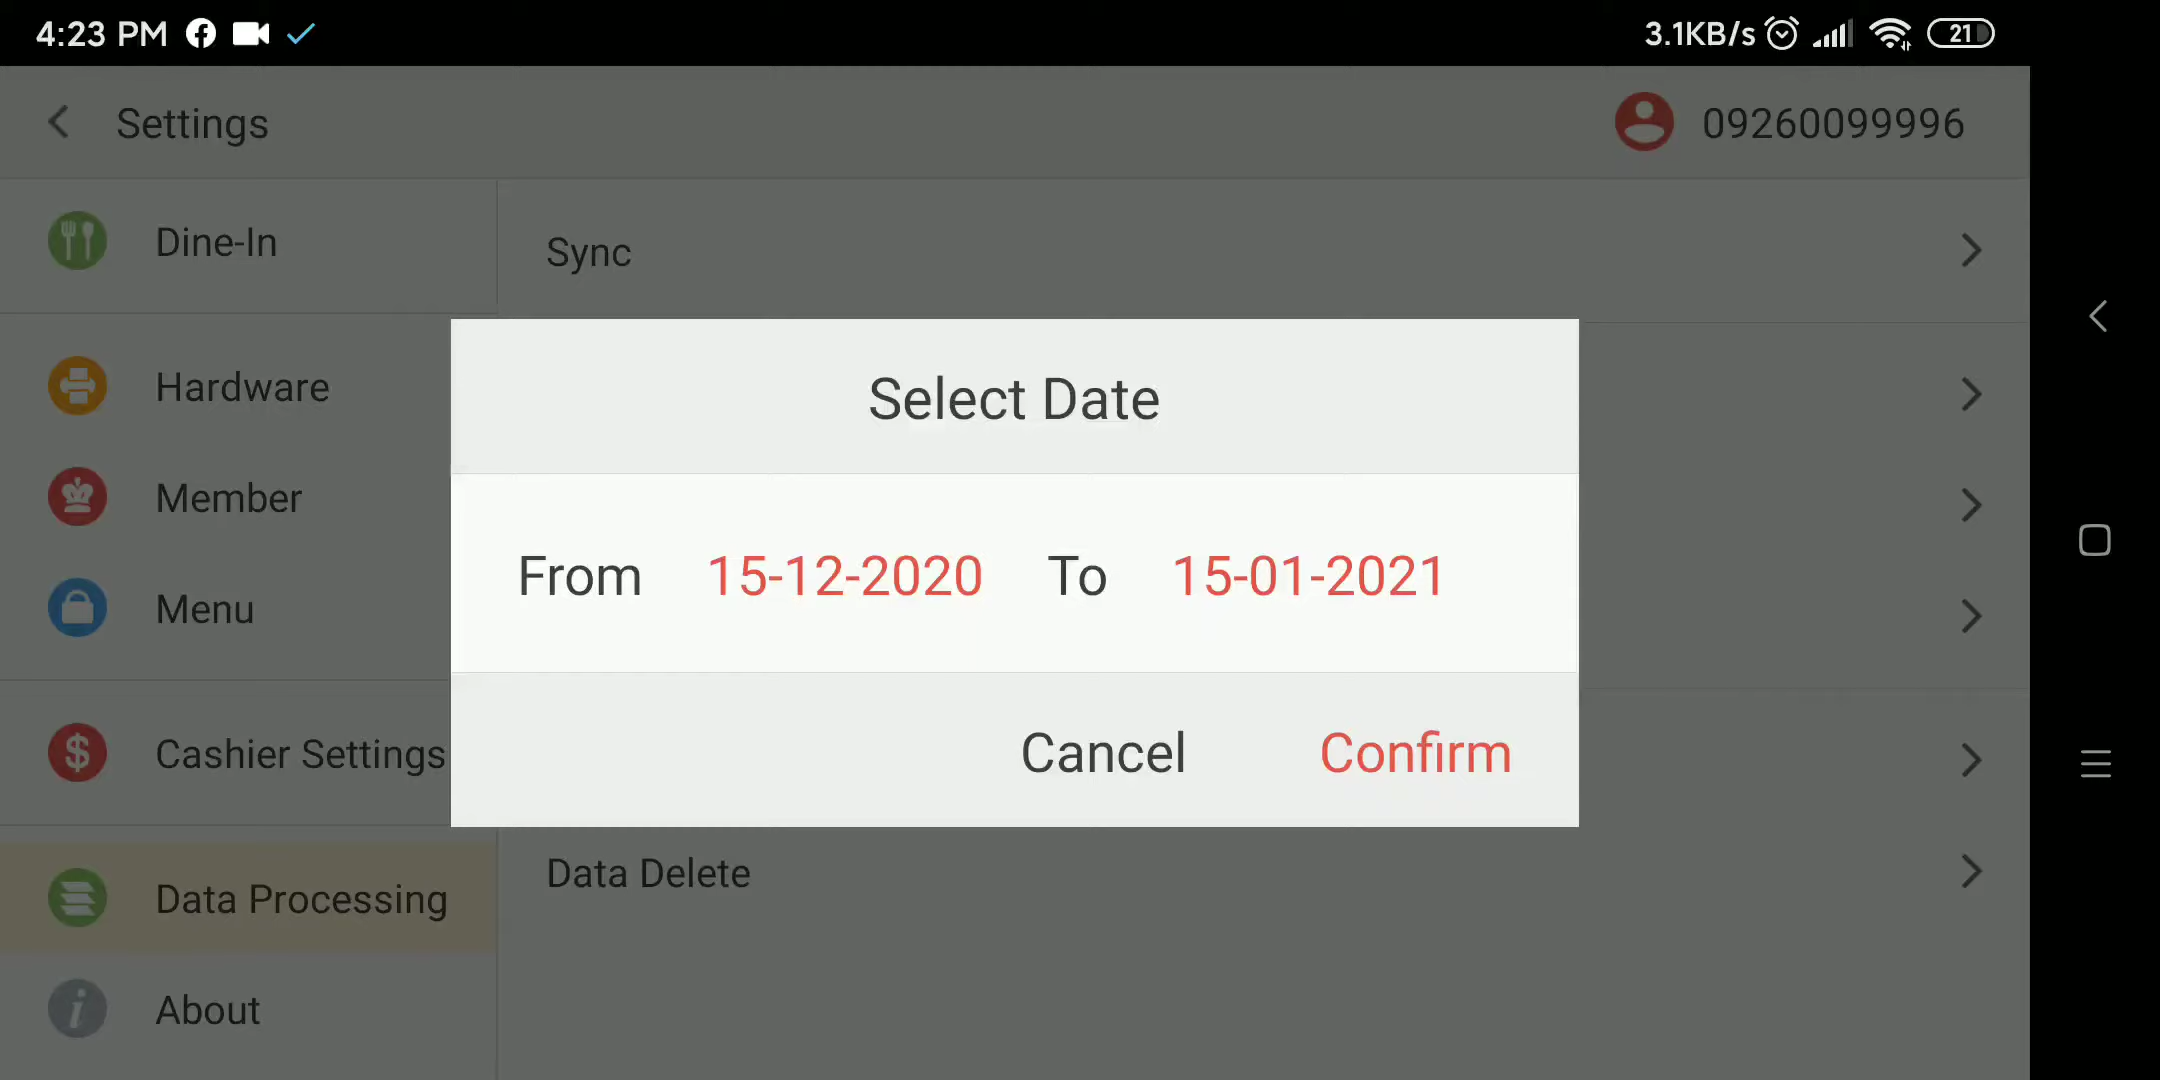 4:23 PM
3.1KB/s
21
Settings
09260099996
Dine-In
Sync
Hardware
Member
Menu
Cashier Settings
Data Processing
About
Select Date
From 15-12-2020 To 15-01-2021
Cancel Confirm
Data Delete